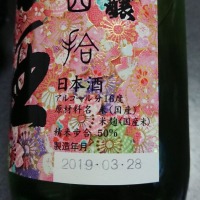 四拾
日本酒
アルコール分16度
原材料名 米(国産)
米麹(国産米)
精米歩合 50%
製造年月
2019-03-28